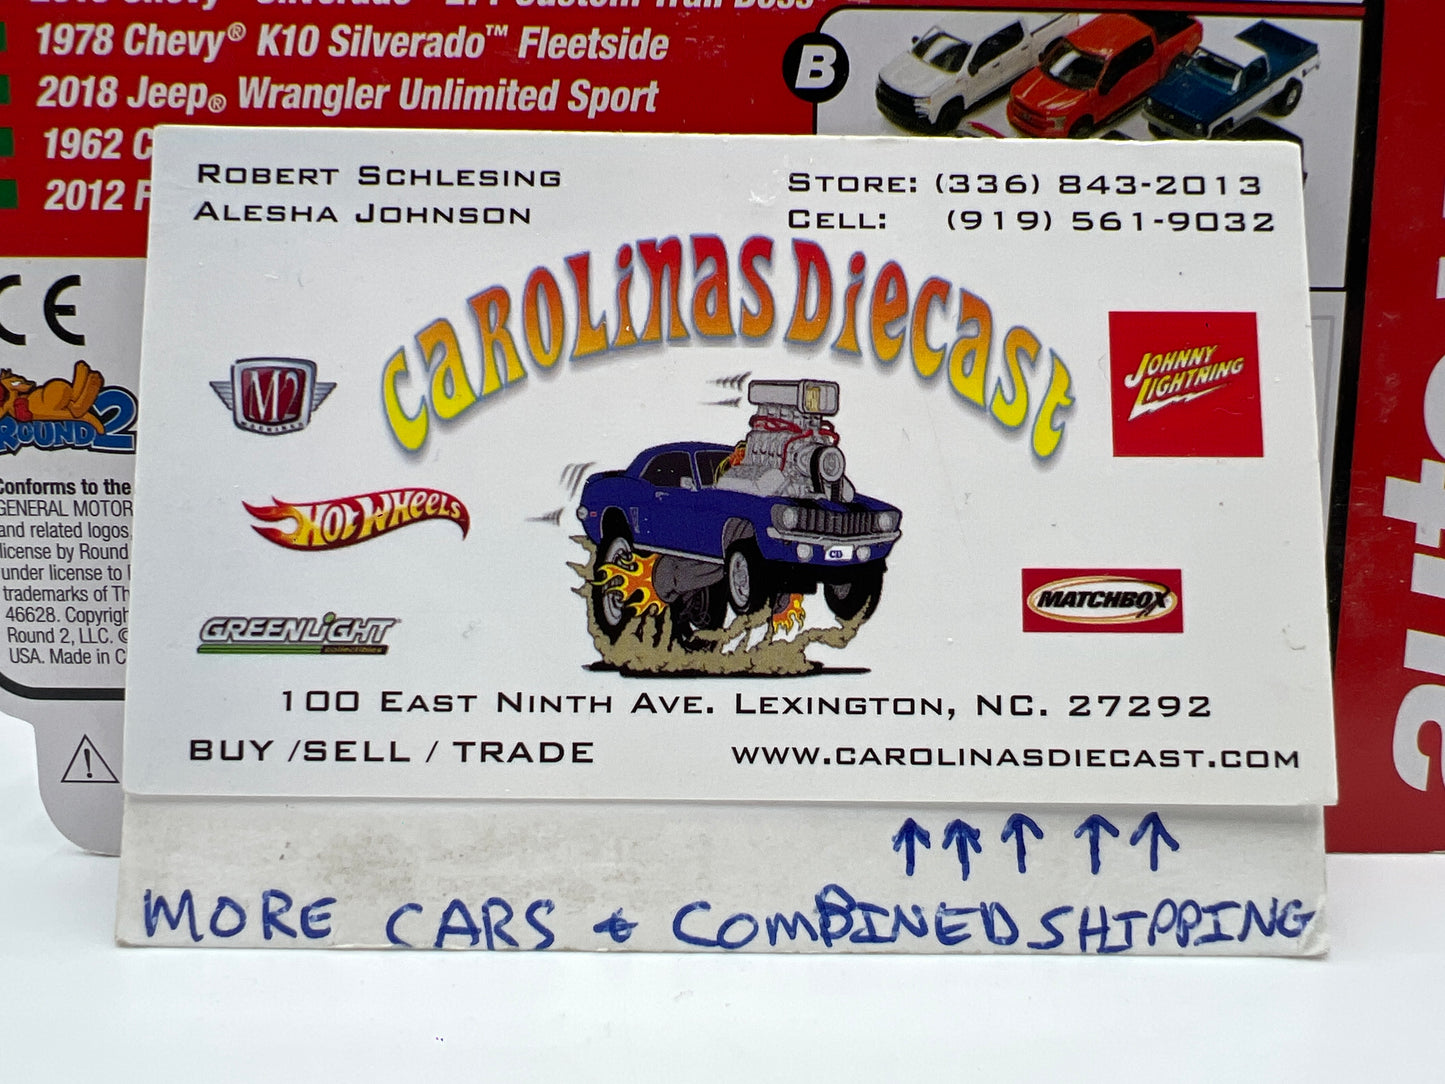 1978 Chevy® K10 Silverado™ Fleetside
2018 Jeep® Wrangler Unlimited Sport
1962 C
2012 F
B
CE
ROUND 2
Conforms to the
GENERAL MOTOR
and related logos
license by Round
under license to
trademarks of Th
46628. Copyrigh
Round 2, LLC. ©
USA. Made in C
ROBERT SCHLESING
ALESHA JOHNSON
STORE: (336) 843-2013
CELL: (919) 561-9032
CAROLINAS DIECAST
M2
MACHINES
JOHNNY
LIGHTNING
HOT WHEELS
CD
MATCHBOX
GREENLIGHT
collectibles
100 EAST NINTH AVE. LEXINGTON, NC. 27292
BUY /SELL / TRADE
WWW.CAROLINASDIECAST.COM
↑ ↑ ↑ ↑ ↑
MORE CARS & COMBINED SHIPPING